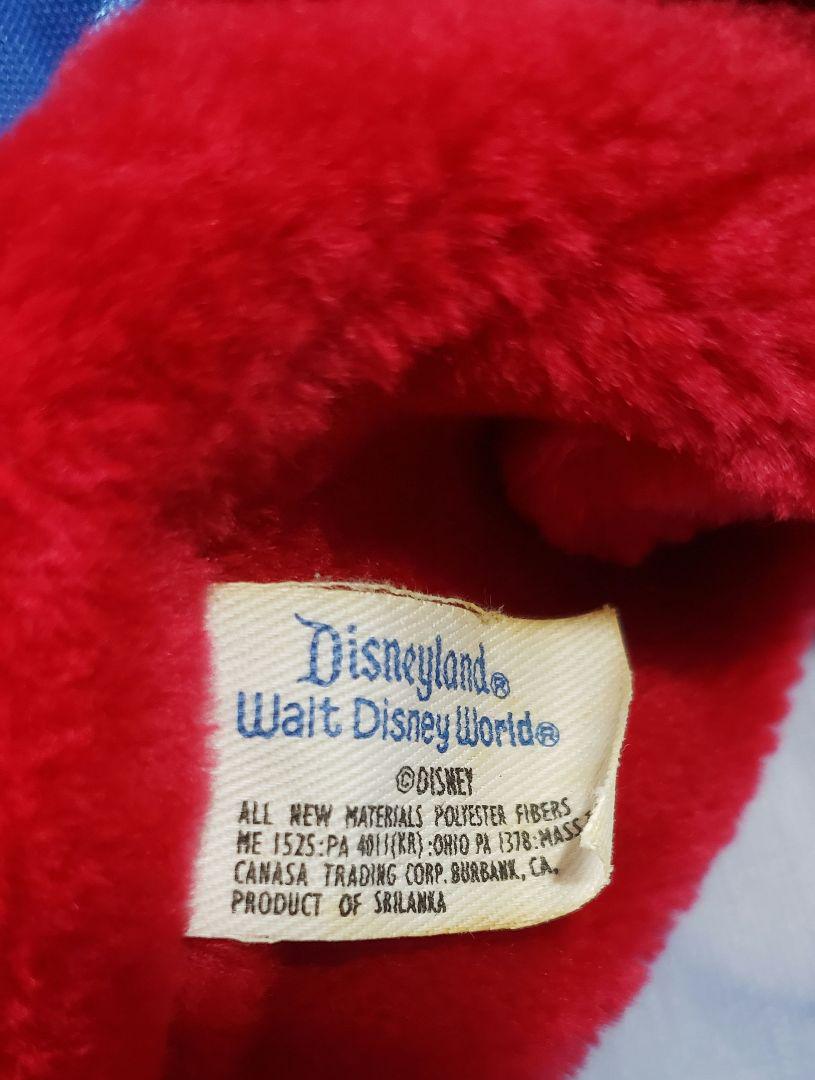 Disneyland®
Walt Disney World®
©DISNEY
ALL NEW MATERIALS POLYESTER FIBERS
ME 1525:PA 4011(KR):OHIO PA 1378:MASS
CANASA TRADING CORP. BURBANK, CA,
PRODUCT OF SRILANKA